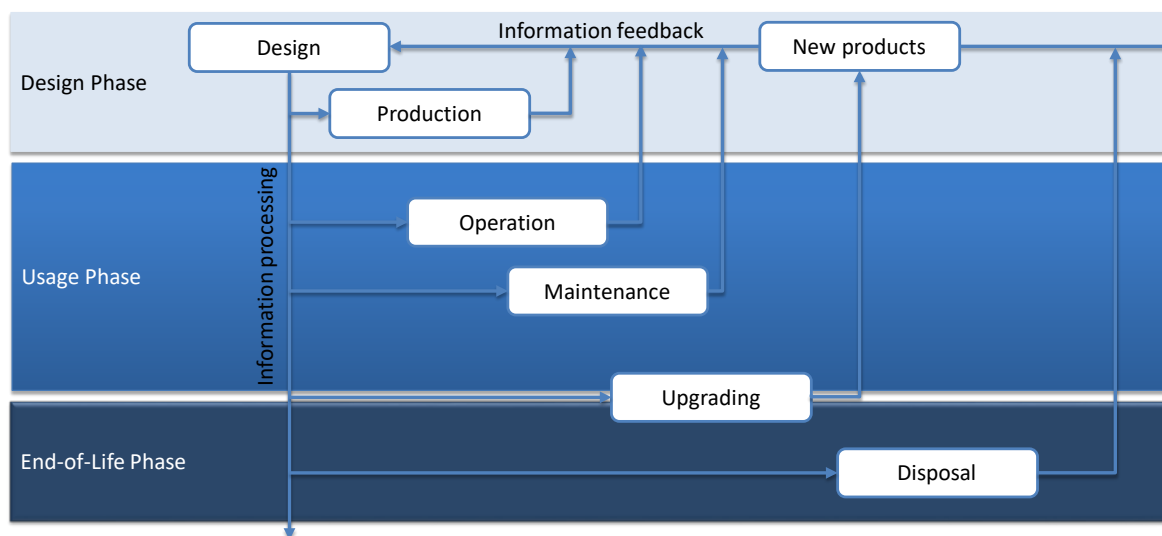 Design
Information feedback
New products
Design Phase
Production
Information processing
Operation
Usage Phase
Maintenance
Upgrading
End-of-Life Phase
Disposal